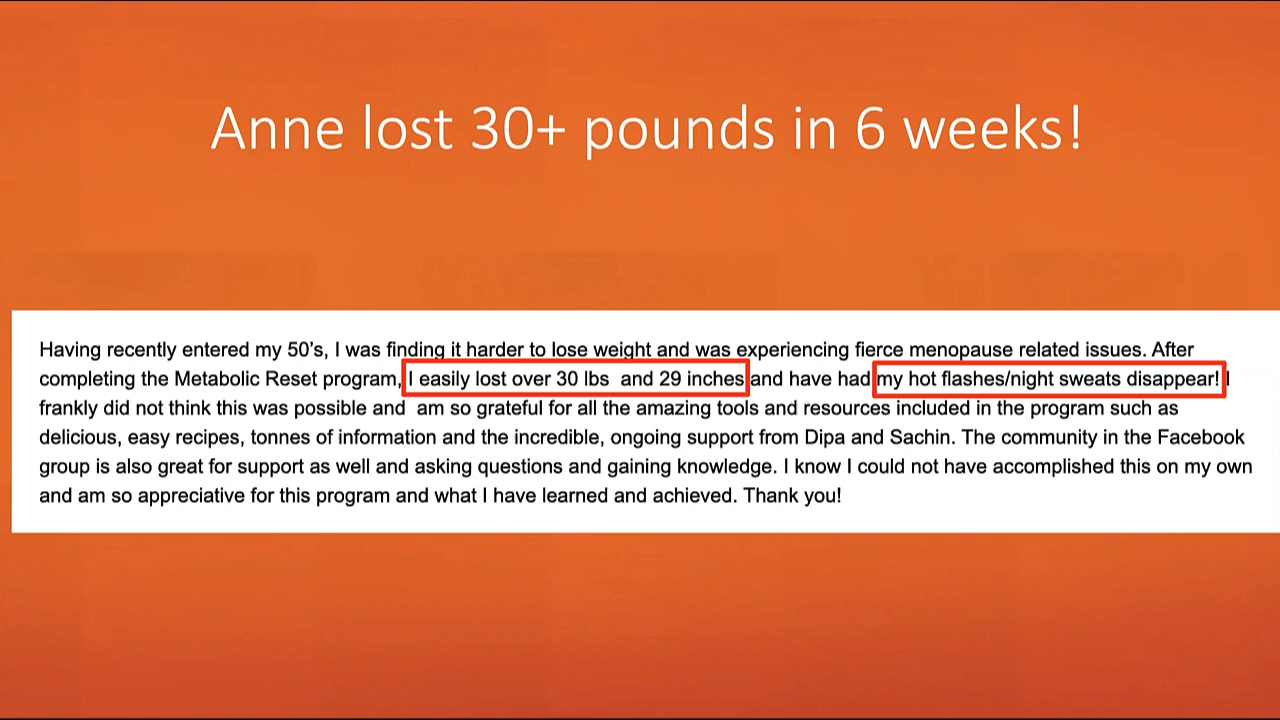 Anne lost 30+ pounds in 6 weeks!
Having recently entered my 50's, I was finding it harder to lose weight and was experiencing fierce menopause related issues. After
completing the Metabolic Reset program, I easily lost over 30 lbs  and 29 inches and have had my hot flashes/night sweats disappear! I
frankly did not think this was possible and  am so grateful for all the amazing tools and resources included in the program such as
delicious, easy recipes, tonnes of information and the incredible, ongoing support from Dipa and Sachin. The community in the Facebook
group is also great for support as well and asking questions and gaining knowledge. I know I could not have accomplished this on my own
and am so appreciative for this program and what I have learned and achieved. Thank you!